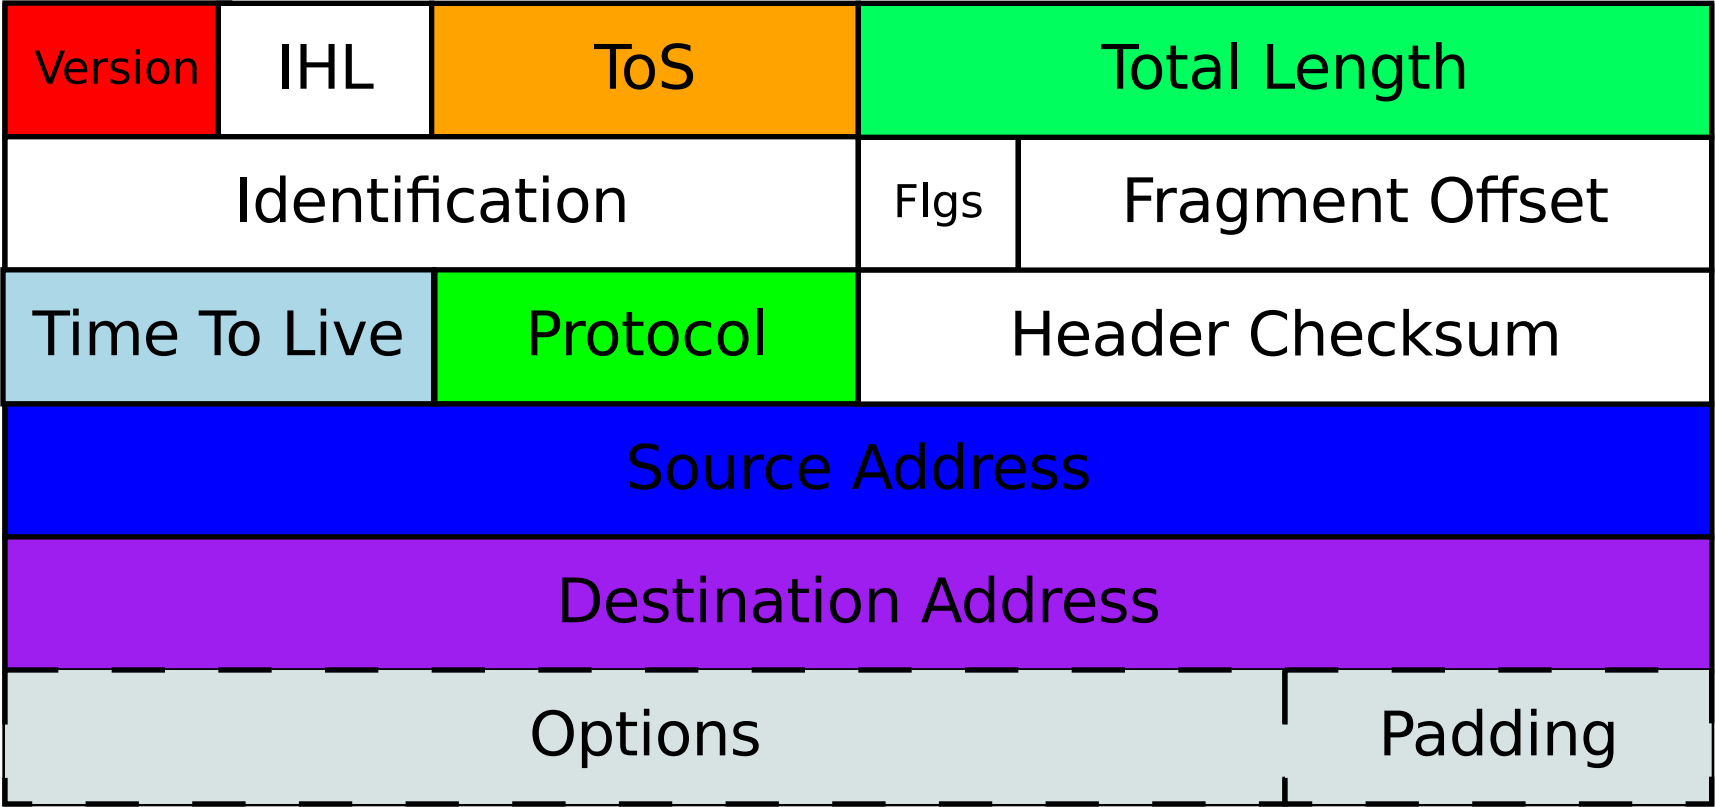 Version IHL ToS Total Length
Identification Flgs Fragment Offset
Time To Live Protocol Header Checksum
Source Address
Destination Address
Options Padding